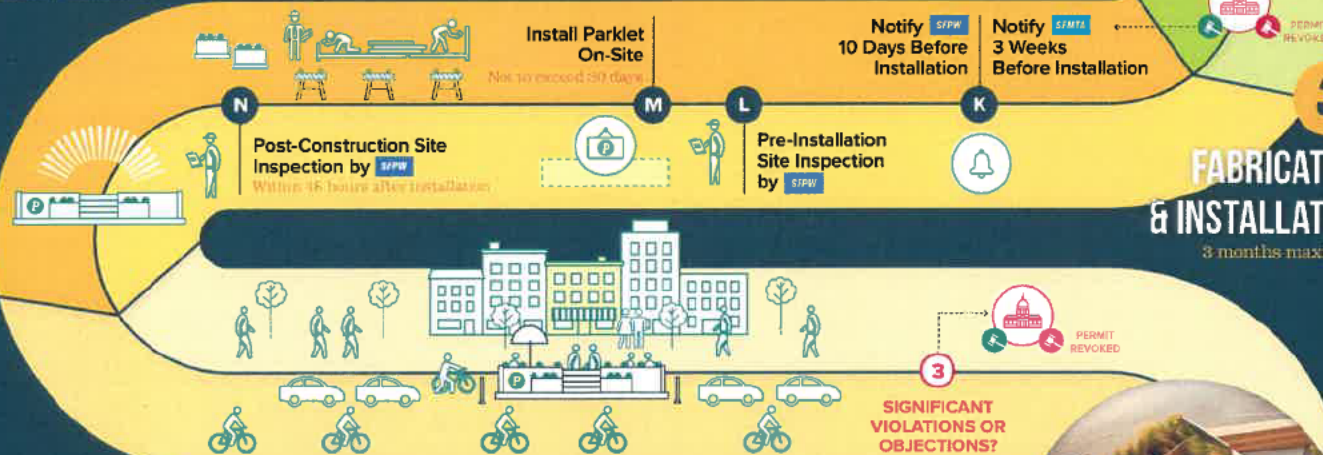 Install Parklet
On-Site
Not to exceed 30 days
Notify SFPW
10 Days Before
Installation
Notify SFMTA
3 Weeks
Before Installation
PERMIT
REVOKED
N
M
L
K
Post-Construction Site
Inspection by SFPW
Within 48 hours after installation
P
Pre-Installation
Site Inspection
by SFPW
P
FABRICAT
& INSTALLAT
3 months max
PERMIT
REVOKED
3
P
SIGNIFICANT
VIOLATIONS OR
OBJECTIONS?